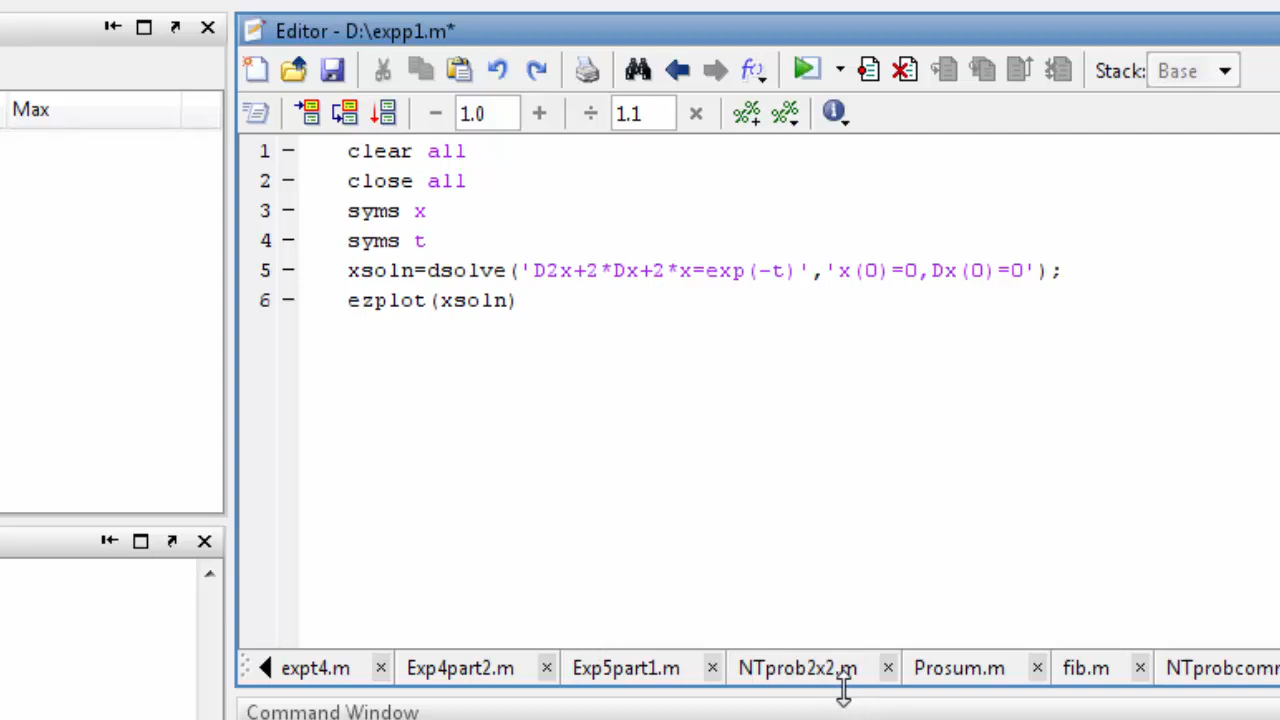 Editor - D:\expp1.m*
Stack: Base
1.0
1.1
Max
1 clear all
2 close all
3 syms x
4 syms t
5 xsoln=dsolve('D2x+2*Dx+2*x=exp(-t)','x(0)=0,Dx(0)=0');
6 ezplot(xsoln)
expt4.m Exp4part2.m Exp5part1.m NTprob2x2.m Prosum.m fib.m NTprobcomm
Command Window